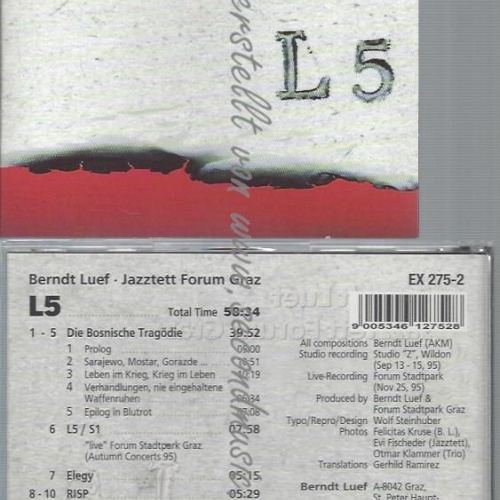 L 5
erstellt von www.
Berndt Luef · Jazztett Forum Graz EX 275-2
L5 Total Time 58:34
1 - 5 Die Bosnische Tragödie 39:52
1 Prolog
2 Sarajewo, Mostar, Gorazde ...
3 Leben im Krieg, Krieg im Leben
4 Verhandlungen, nie eingehaltene
Waffenruhen
5 Epilog in Blutrot
6 L5 / S1 07:58
"live" Forum Stadtpark Graz
(Autumn Concerts 95)
7 Elegy 05:15
8 - 10 RISP 05:29
9 005346 127528
All compositions Berndt Luef (AKM)
Studio recording Studio "Z", Wildon
(Sep 13 - 15, 95)
Live-Recording Forum Stadtpark
(Nov 25, 95)
Produced by Berndt Luef &
Forum Stadtpark Graz
Typo/Repro/Design Wolf Steinhuber
Photos Felicitas Kruse (B. L.),
Evi Fischeder (Jazztett),
Otmar Klammer (Trio)
Translations Gerhild Ramirez
Berndt Luef A-8042 Graz,
St. Peter Haupt-